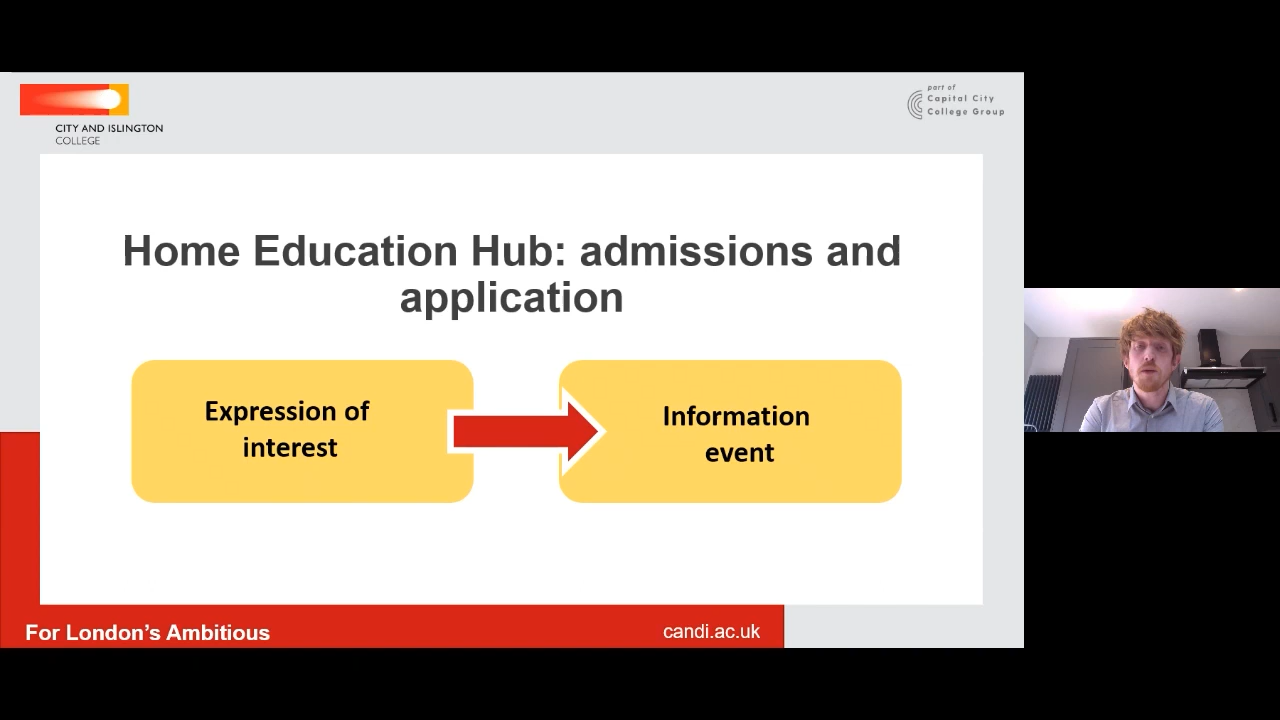 CITY AND ISLINGTON
COLLEGE
part of
Capital City
College Group
Home Education Hub: admissions and
application
Expression of
interest
Information
event
For London's Ambitious
candi.ac.uk